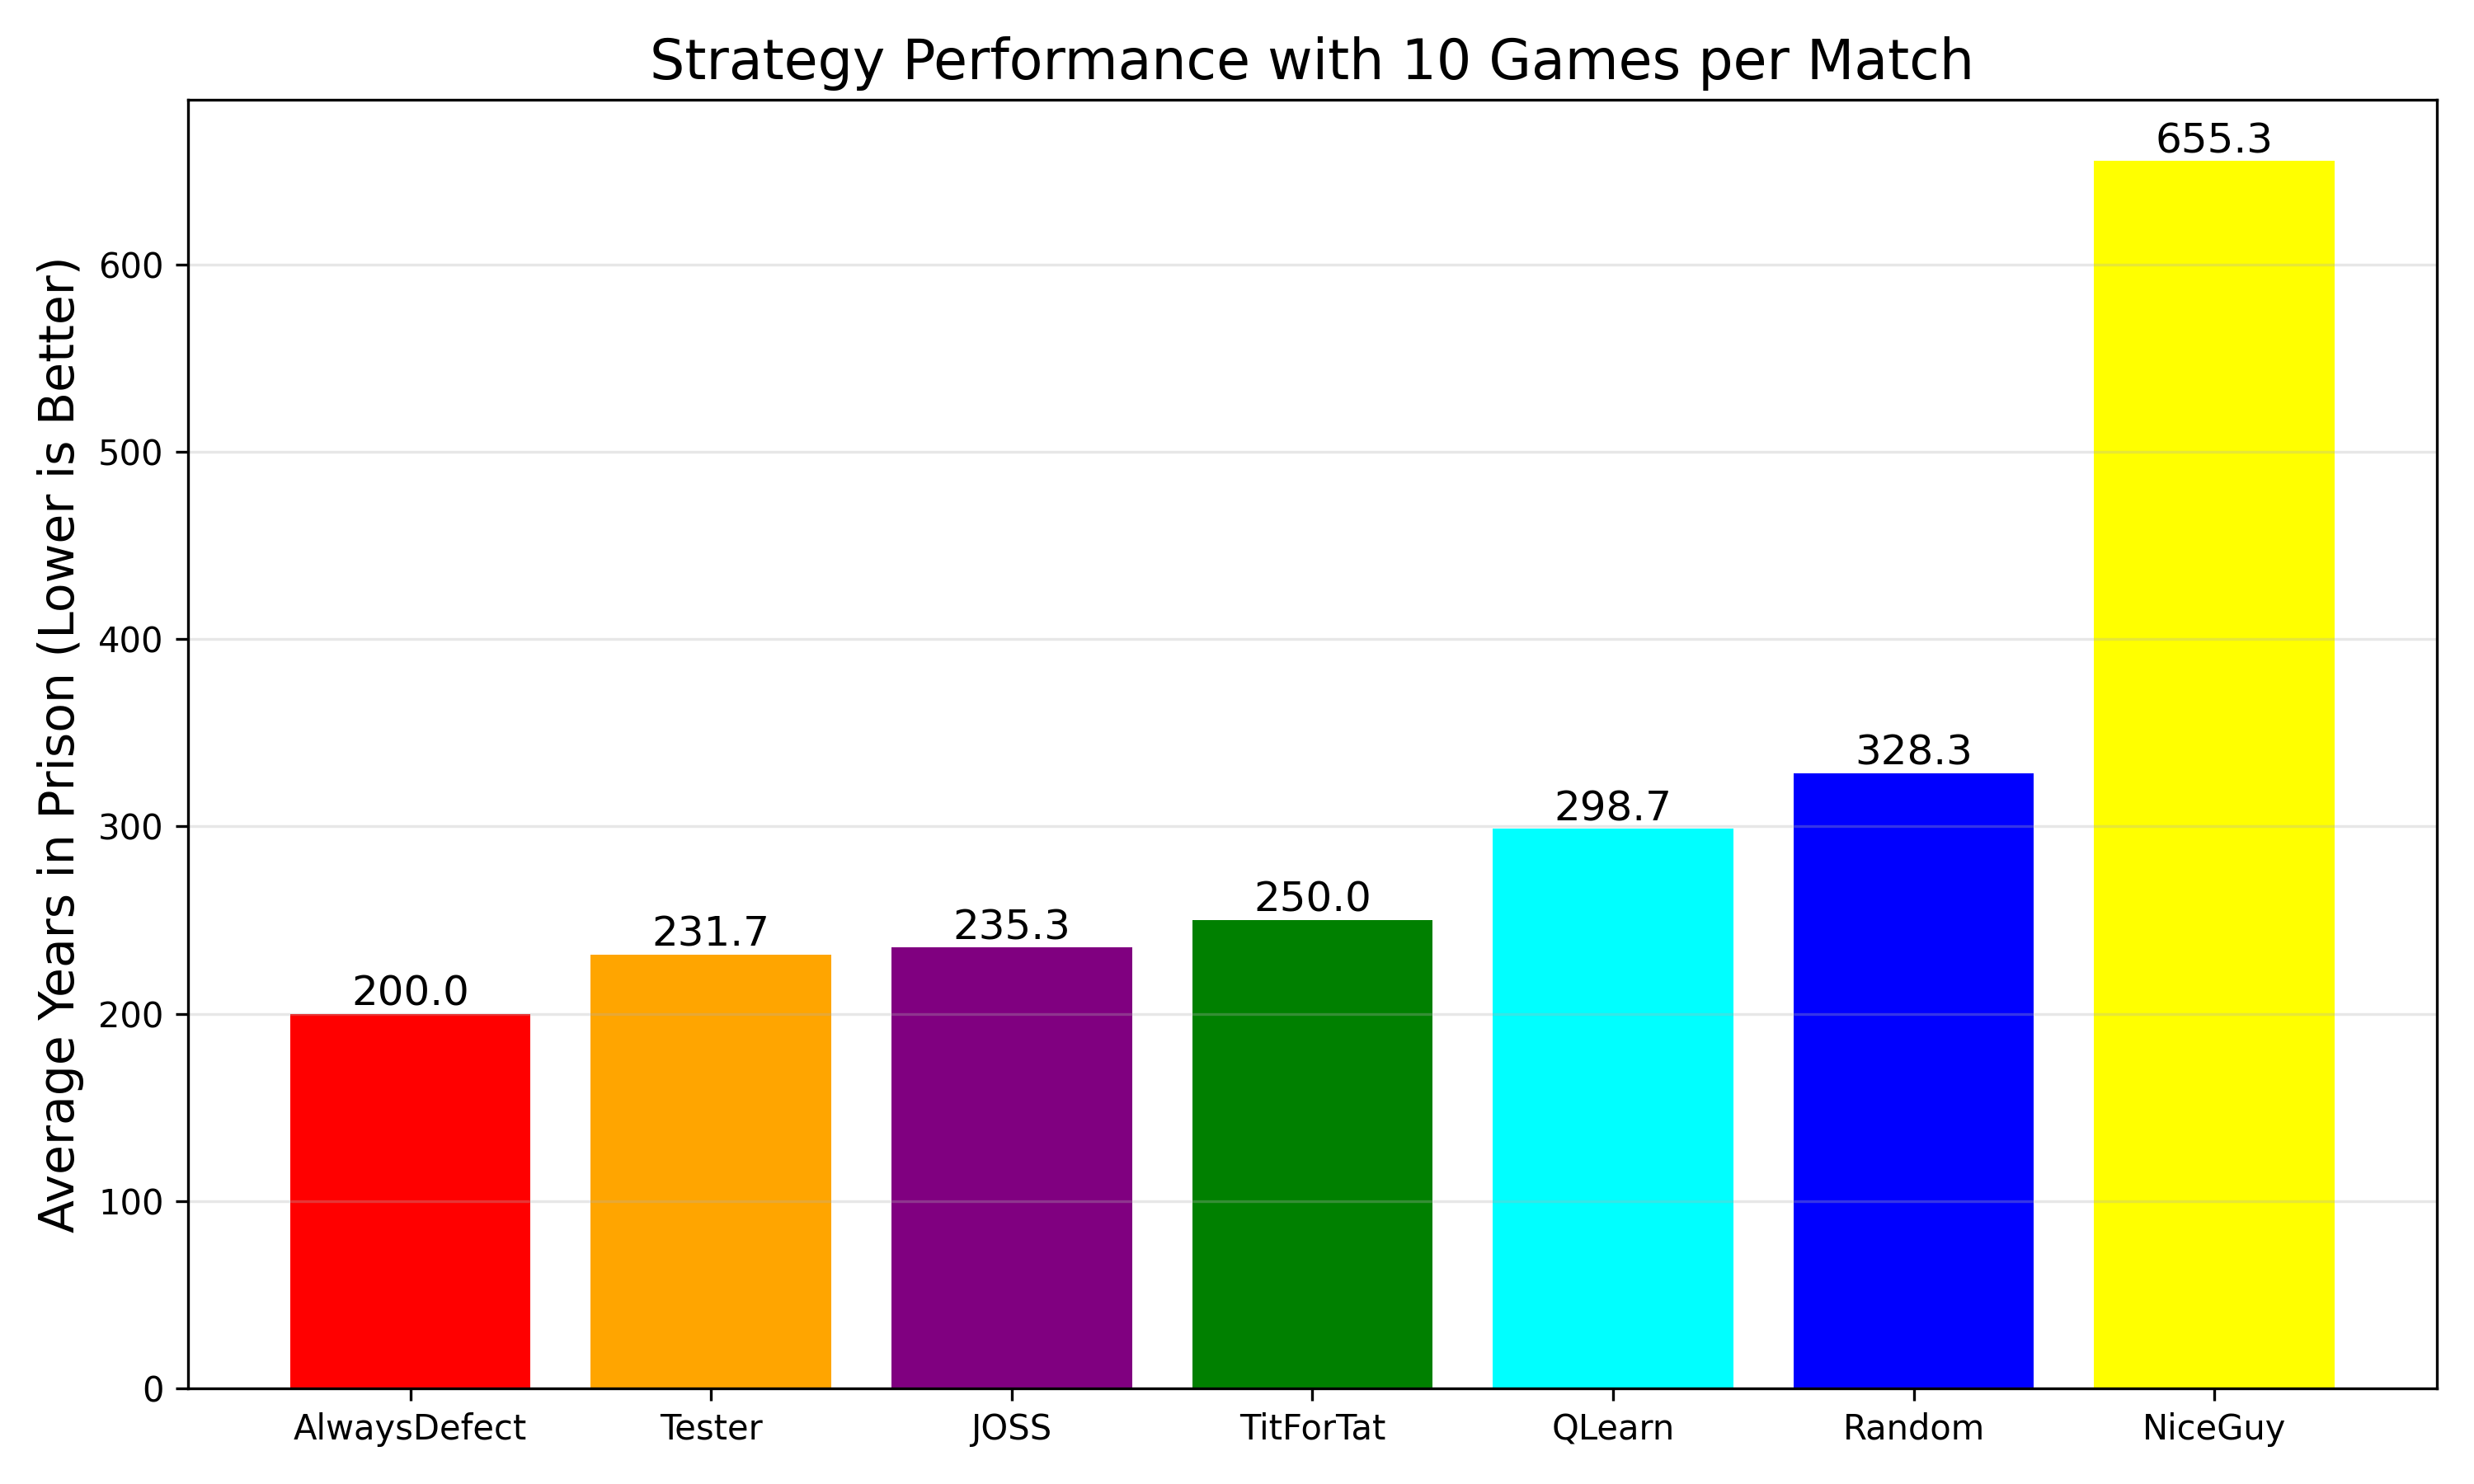 Strategy Performance with 10 Games per Match
Average Years in Prison (Lower is Better)
600
500
400
300
200
100
0
200.0
231.7
235.3
250.0
298.7
328.3
655.3
AlwaysDefect
Tester
JOSS
TitForTat
QLearn
Random
NiceGuy